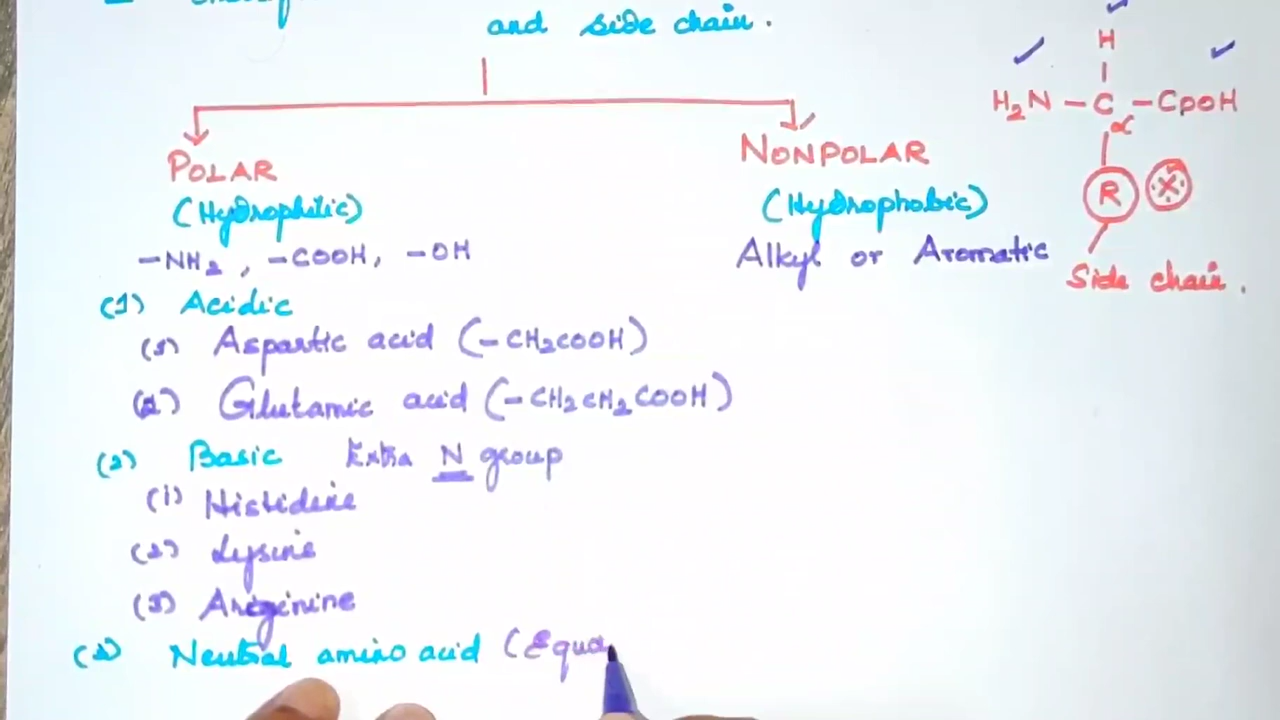 and side chain.
H
H₂N – C – COOH
α
R
X
Side chain.
POLAR
(Hydrophilic)
–NH₂, –COOH, –OH
NONPOLAR
(Hydrophobic)
Alkyl or Aromatic
(1) Acidic
(1) Aspartic acid (–CH₂COOH)
(2) Glutamic acid (–CH₂CH₂COOH)
(2) Basic Extra N group
(1) Histidine
(2) Lysine
(3) Arginine
Neutral amino acid (Equa